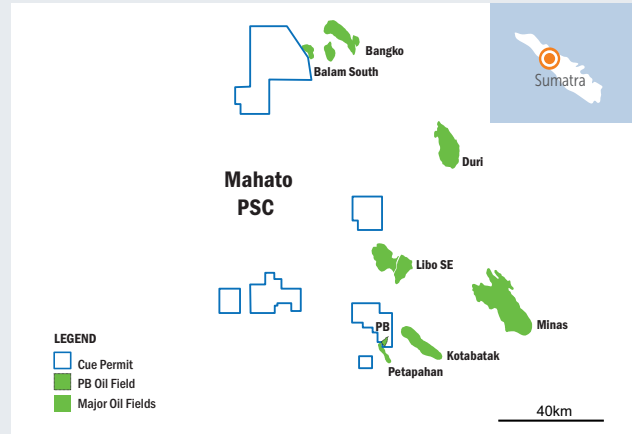 Bangko
Balam South
Sumatra
Duri
Mahato
PSC
Libo SE
Minas
PB
Kotabatak
Petapahan
LEGEND
Cue Permit
PB Oil Field
Major Oil Fields
40km